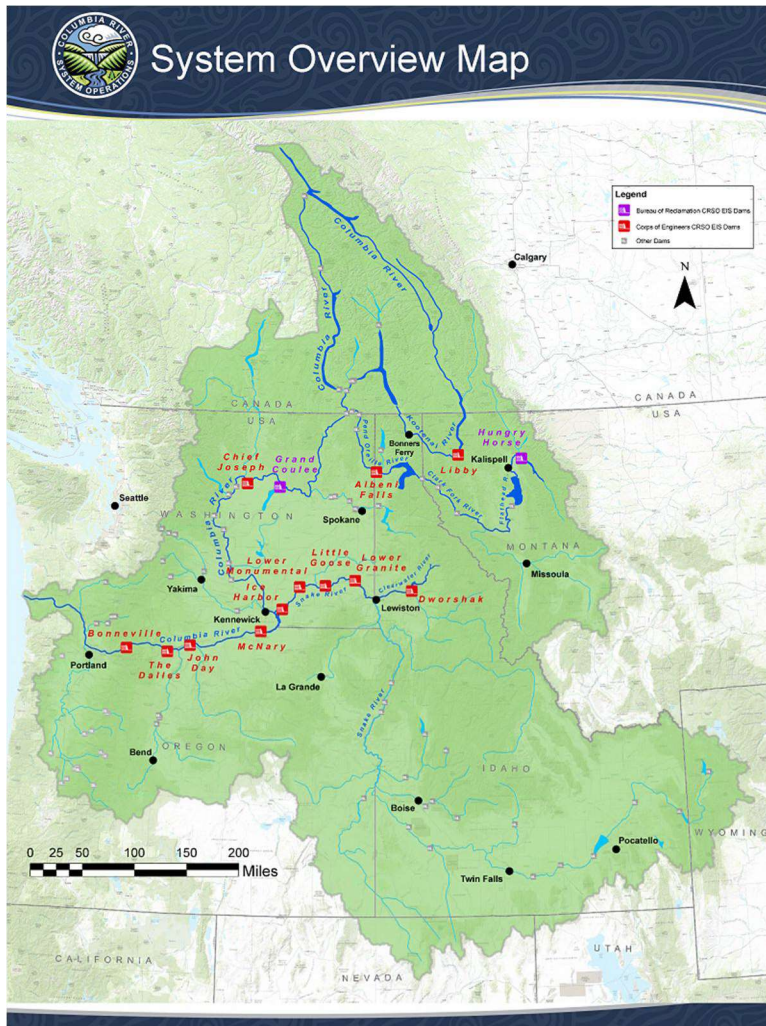 COLUMBIA RIVER
SYSTEM OPERATIONS
System Overview Map
Legend
Bureau of Reclamation CRSO EIS Dams
Corps of Engineers CRSO EIS Dams
Other Dams
N
Calgary
Columbia River
Columbia River
CANADA
USA
CANADA
USA
Kootenai River
Pend Oreille River
Bonners
Ferry
Hungry
Horse
Kalispell
Libby
Chief
Joseph
Grand
Coulee
Albeni
Falls
Clark Fork River
Flathead R
Seattle
WASHINGTON
Columbia River
Spokane
MONTANA
Missoula
Lower
Monumental
Little
Goose
Lower
Granite
Ice
Harbor
Snake River
Clearwater River
Yakima
Kennewick
Lewiston
Dworshak
Bonneville
Columbia River
McNary
Portland
The
Dalles
John
Day
La Grande
Snake River
Bend
OREGON
IDAHO
Boise
WYOMING
Pocatello
Twin Falls
0 25 50 100 150 200
Miles
CALIFORNIA
NEVADA
UTAH